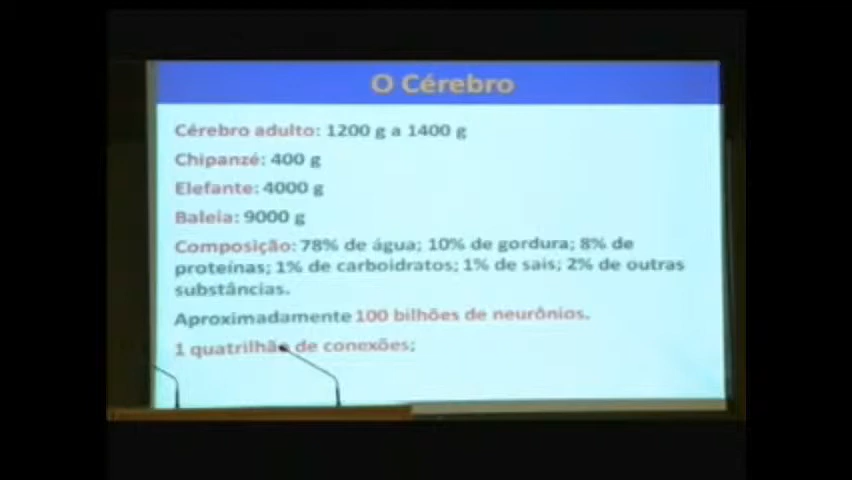 O Cérebro
Cérebro adulto: 1200 g a 1400 g
Chipanzé: 400 g
Elefante: 4000 g
Baleia: 9000 g
Composição: 78% de água; 10% de gordura; 8% de
proteínas; 1% de carboidratos; 1% de sais; 2% de outras
substâncias.
Aproximadamente 100 bilhões de neurônios.
1 quatrilhão de conexões;